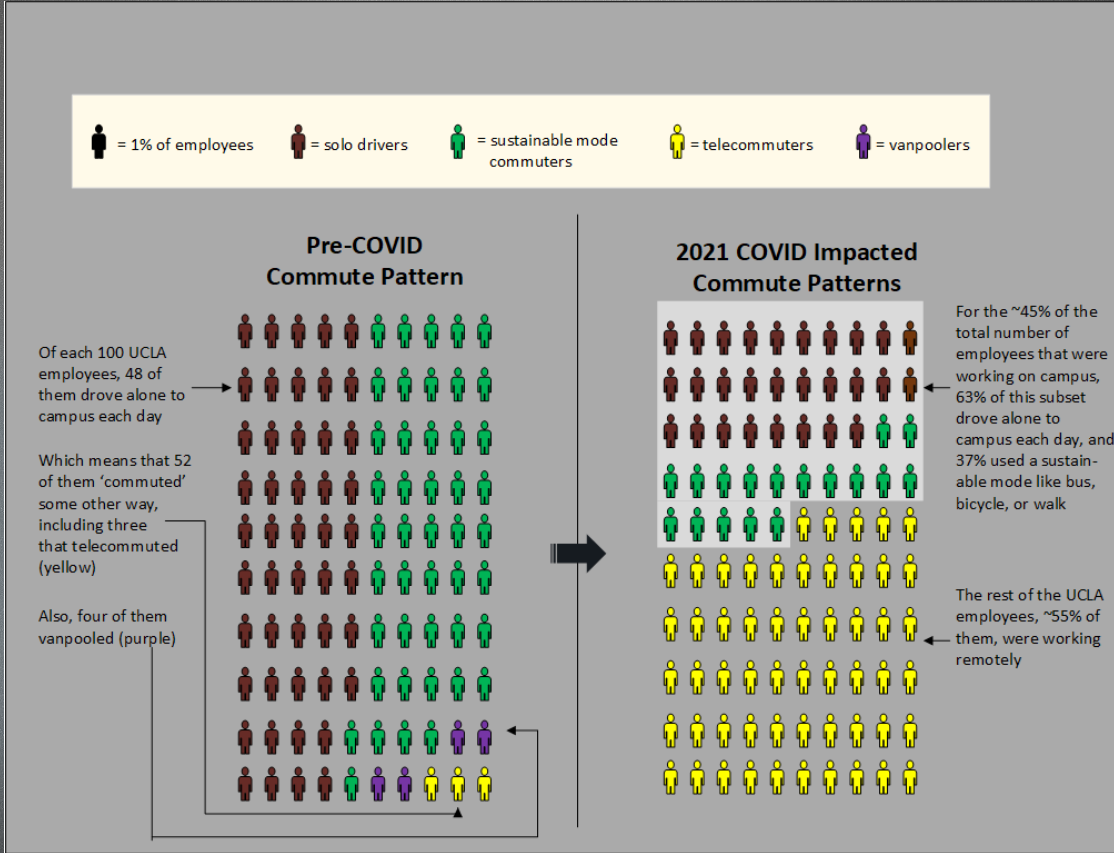 = 1% of employees
= solo drivers
= sustainable mode
commuters
= telecommuters
= vanpoolers
Pre-COVID
Commute Pattern
Of each 100 UCLA
employees, 48 of
them drove alone to
campus each day
Which means that 52
of them ‘commuted’
some other way,
including three
that telecommuted
(yellow)
Also, four of them
vanpooled (purple)
2021 COVID Impacted
Commute Patterns
For the ~45% of the
total number of
employees that were
working on campus,
63% of this subset
drove alone to
campus each day, and
37% used a sustain-
able mode like bus,
bicycle, or walk
The rest of the UCLA
employees, ~55% of
them, were working
remotely